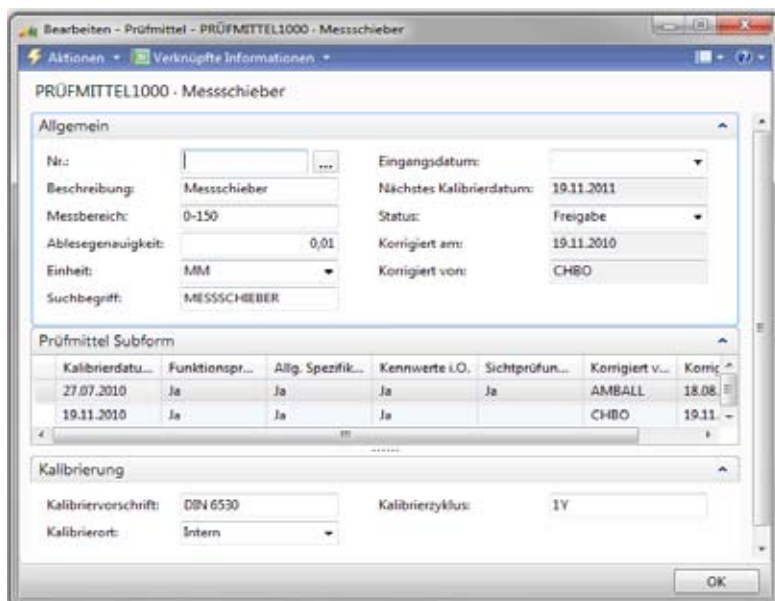 Bearbeiten - Prüfmittel - PRÜFMITTEL1000 - Messschieber
Aktionen Verknüpfte Informationen
PRÜFMITTEL1000 · Messschieber
Allgemein
Nr.: ... Eingangsdatum:
Beschreibung: Messschieber Nächstes Kalibrierdatum: 19.11.2011
Messbereich: 0-150 Status: Freigabe
Ablesegenauigkeit: 0,01 Korrigiert am: 19.11.2010
Einheit: MM Korrigiert von: CHBO
Suchbegriff: MESSSCHIEBER
Prüfmittel Subform
Kalibrierdatu... Funktionspr... Allg. Spezifik... Kennwerte i.O. Sichtprüfun... Korrigiert v... Korrig
27.07.2010 Ja Ja Ja Ja AMBALL 18.08.
19.11.2010 Ja Ja Ja CHBO 19.11.
Kalibrierung
Kalibriervorschrift: DIN 6530 Kalibrierzyklus: 1Y
Kalibrierort: Intern
OK